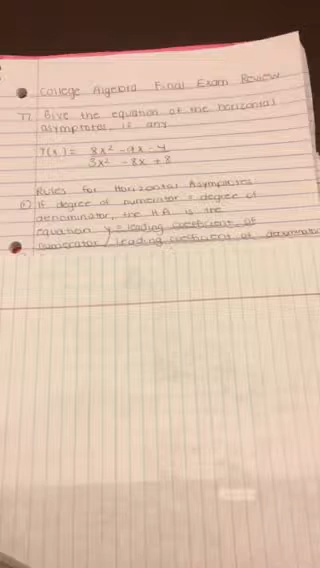 College Algebra Final Exam Review
77. Give the equation of the horizontal
asymptotes, if any
f(x) = 8x² - 9x - 4
3x² - 8x + 8
Rules for Horizontal Asymptotes
① If degree of numerator = degree of
denominator, the H.A is the
equation y = leading coefficient of
numerator / leading coefficient of denominator